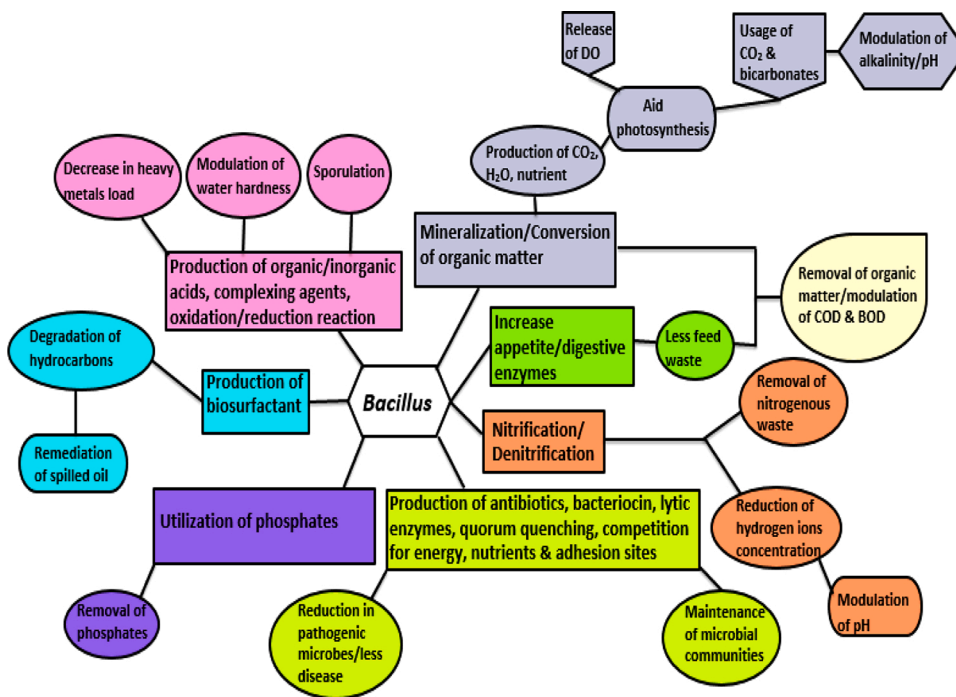 Release
of DO
Usage of
CO₂ &
bicarbonates
Modulation of
alkalinity/pH
Aid
photosynthesis
Production of CO₂,
H₂O, nutrient
Decrease in heavy
metals load
Modulation of
water hardness
Sporulation
Mineralization/Conversion
of organic matter
Production of organic/inorganic
acids, complexing agents,
oxidation/reduction reaction
Removal of organic
matter/modulation
of COD & BOD
Increase
appetite/digestive
enzymes
Less feed
waste
Degradation of
hydrocarbons
Production of
biosurfactant
Bacillus
Removal of
nitrogenous
waste
Nitrification/
Denitrification
Remediation
of spilled oil
Utilization of phosphates
Production of antibiotics, bacteriocin, lytic
enzymes, quorum quenching, competition
for energy, nutrients & adhesion sites
Reduction of
hydrogen ions
concentration
Modulation
of pH
Removal of
phosphates
Reduction in
pathogenic
microbes/less
disease
Maintenance
of microbial
communities